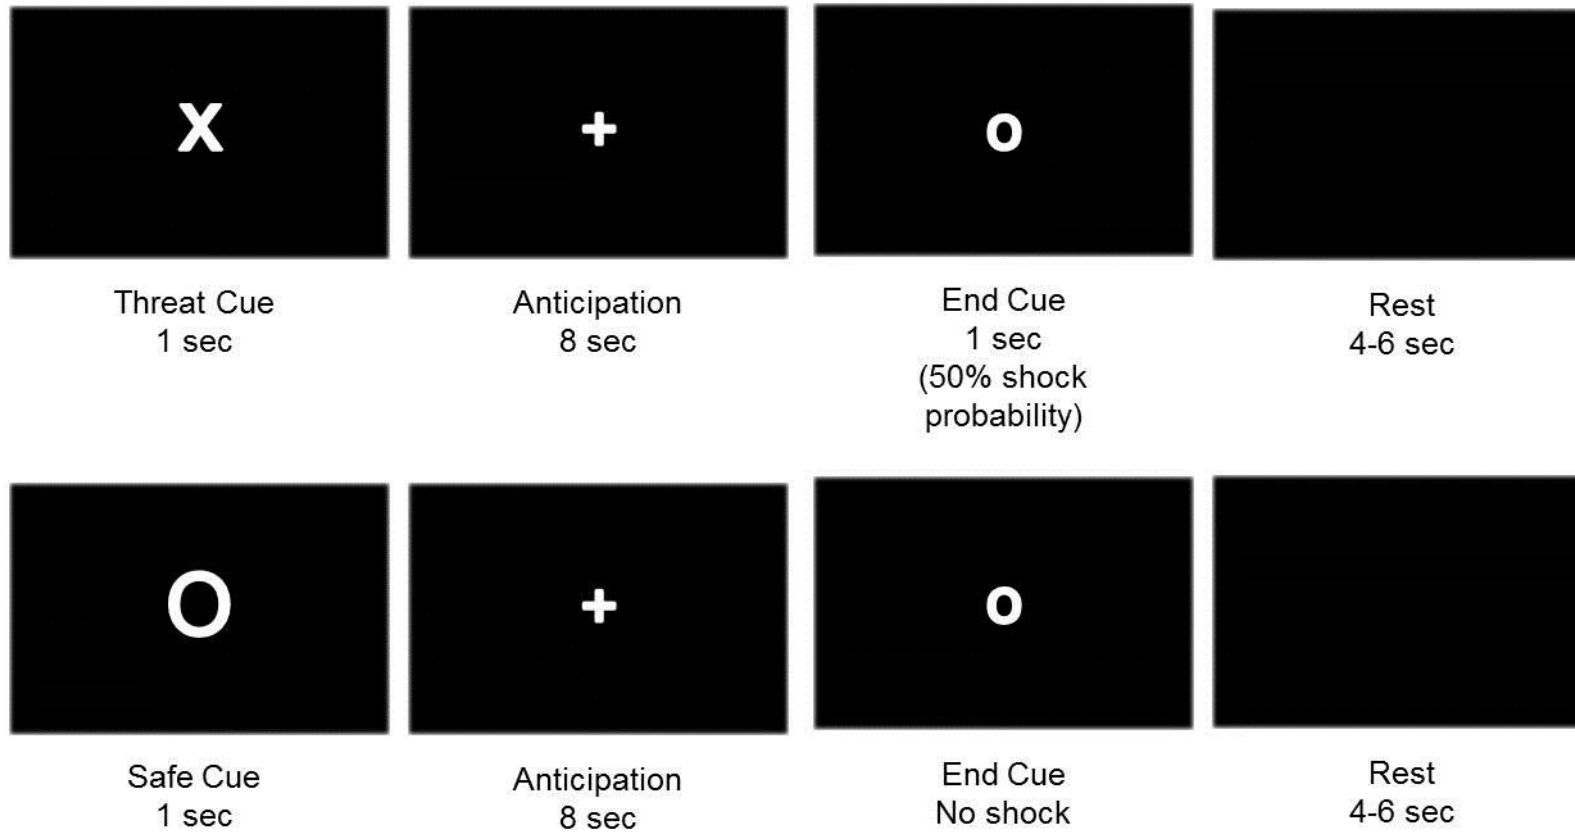 X
+
o
Threat Cue
1 sec
Anticipation
8 sec
End Cue
1 sec
(50% shock
probability)
Rest
4-6 sec
O
+
o
Safe Cue
1 sec
Anticipation
8 sec
End Cue
No shock
Rest
4-6 sec